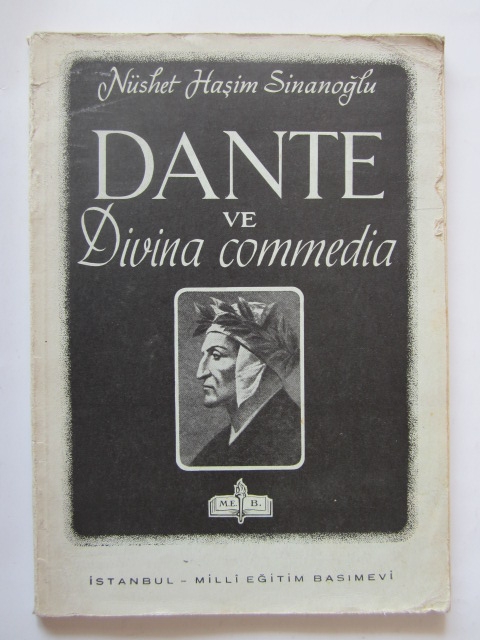 Nüshet Haşim Sinanoğlu
DANTE
VE
Divina commedia
M.E. B.
İSTANBUL - MİLLİ EĞİTİM BASIMEVİ